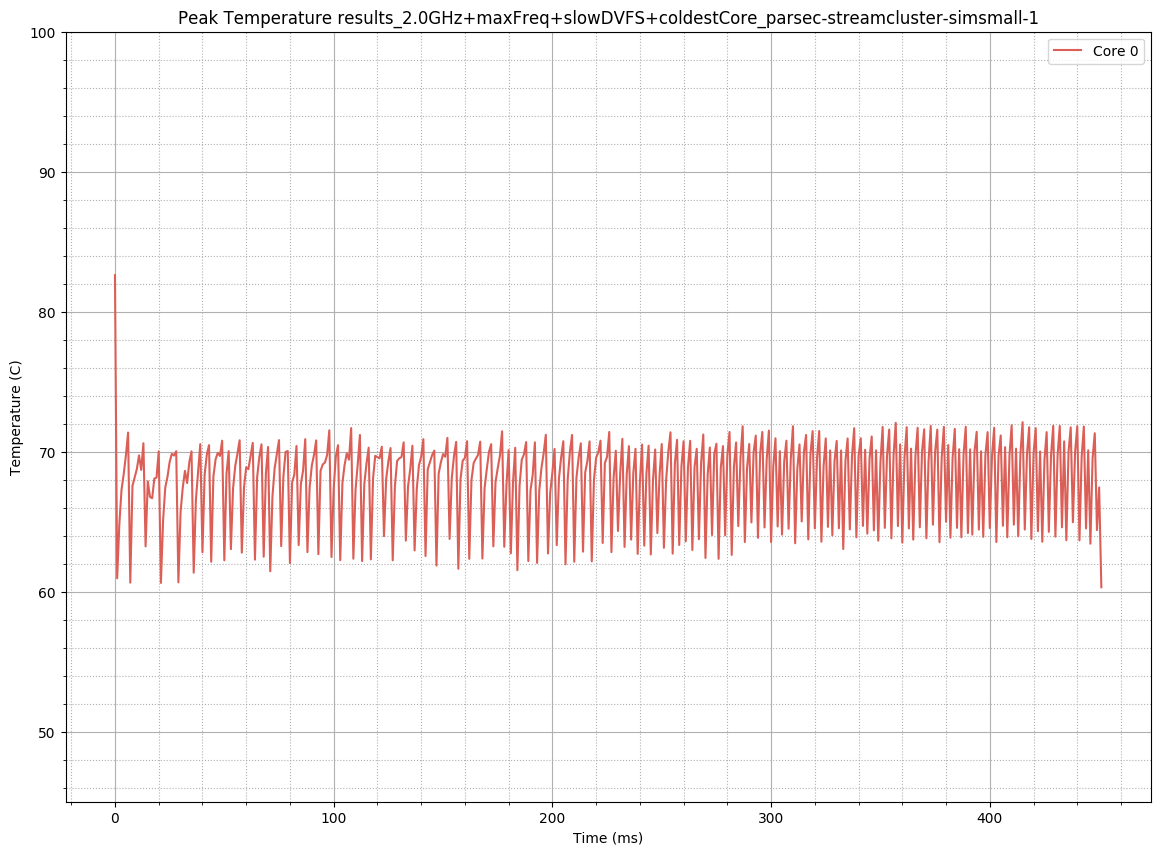 Peak Temperature results_2.0GHz+maxFreq+slowDVFS+coldestCore_parsec-streamcluster-simsmall-1
Core 0
Temperature (C)
100
90
80
70
60
50
0
100
200
300
400
Time (ms)